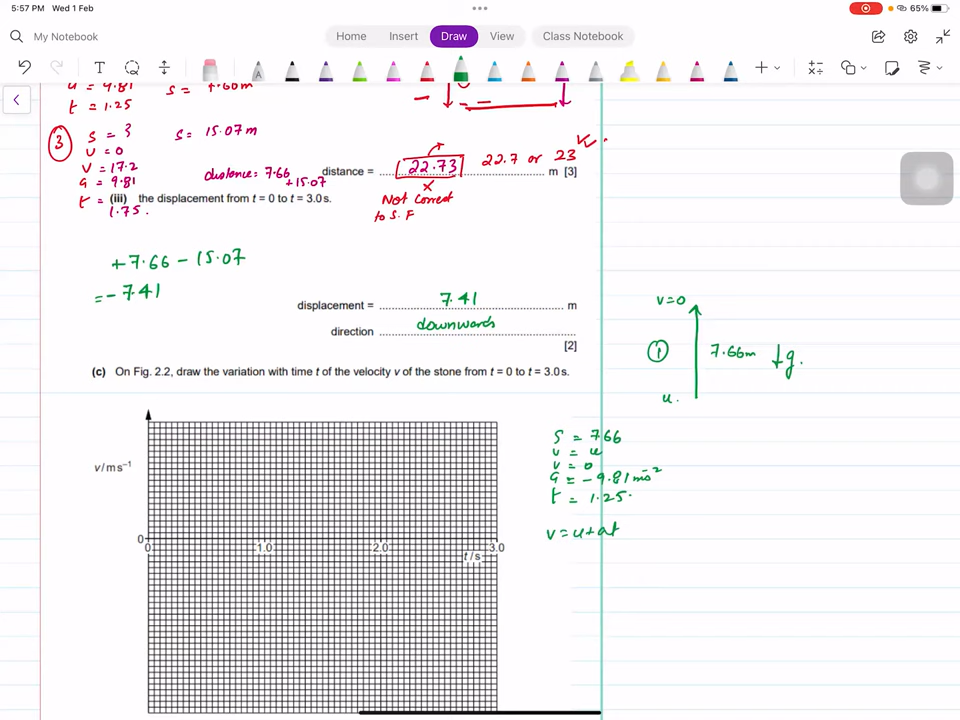 5:57 PM Wed 1 Feb
65%
My Notebook
Home Insert Draw View Class Notebook
u = 9.81 s = 7.66m
t = 1.25
3 s = ? s = 15.07m
u = 0
v = 17.2
a = 9.81
t = 1.75.
distance: 7.66 +15.07
distance = 22.73 m [3]
22.7 or 23
Not correct
to S.F
(iii) the displacement from t = 0 to t = 3.0 s.
+7.66 - 15.07
= - 7.41
displacement = 7.41 m
direction downwards
[2]
(c) On Fig. 2.2, draw the variation with time t of the velocity v of the stone from t = 0 to t = 3.0 s.
v/ms⁻¹
0
0 1.0 2.0 3.0
t/s
v=0
1 7.66m ↓g.
u.
S = 7.66
u = u
v = 0
a = -9.81 ms⁻²
t = 1.25.
v = u + at